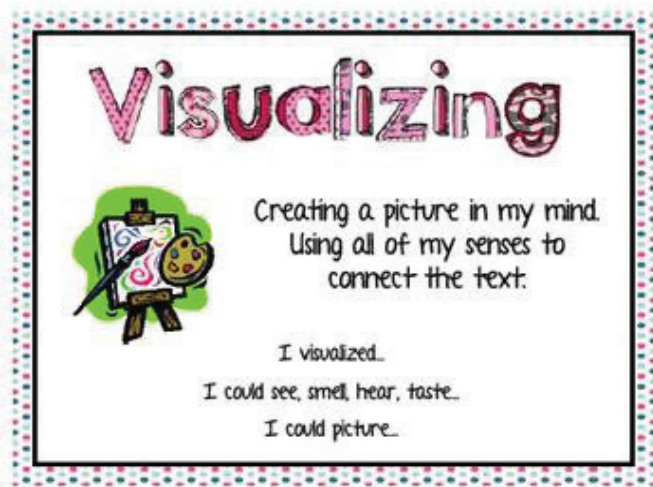 Visualizing
Creating a picture in my mind.
Using all of my senses to
connect the text.
I visualized...
I could see, smell, hear, taste...
I could picture...